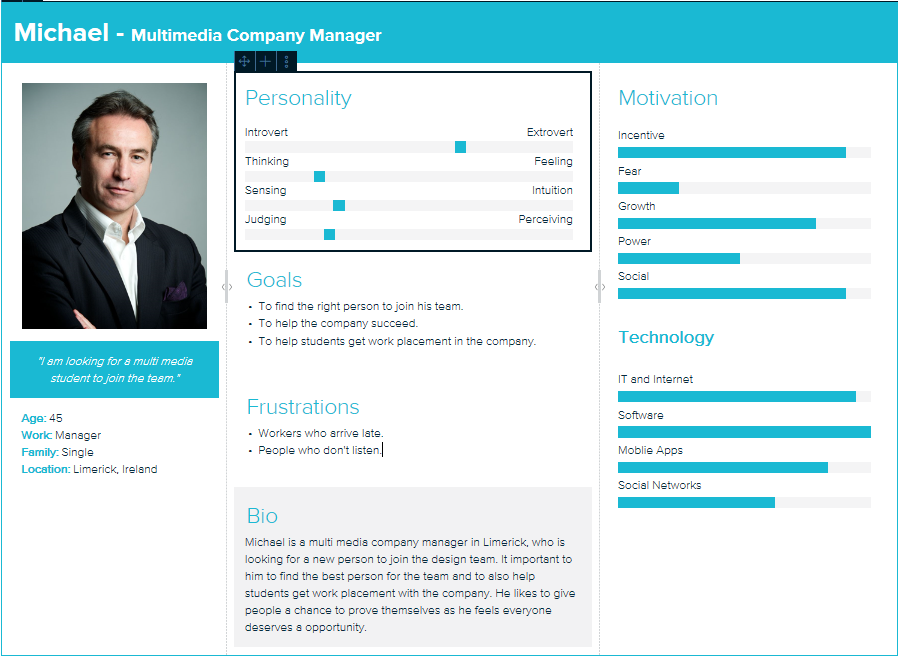 Michael - Multimedia Company Manager
"I am looking for a multi media
student to join the team."
Age: 45
Work: Manager
Family: Single
Location: Limerick, Ireland
Personality
Introvert Extrovert
Thinking Feeling
Sensing Intuition
Judging Perceiving
Goals
• To find the right person to join his team.
• To help the company succeed.
• To help students get work placement in the company.
Frustrations
• Workers who arrive late.
• People who don't listen.
Bio
Michael is a multi media company manager in Limerick, who is
looking for a new person to join the design team. It important to
him to find the best person for the team and to also help
students get work placement with the company. He likes to give
people a chance to prove themselves as he feels everyone
deserves a opportunity.
Motivation
Incentive
Fear
Growth
Power
Social
Technology
IT and Internet
Software
Moblie Apps
Social Networks